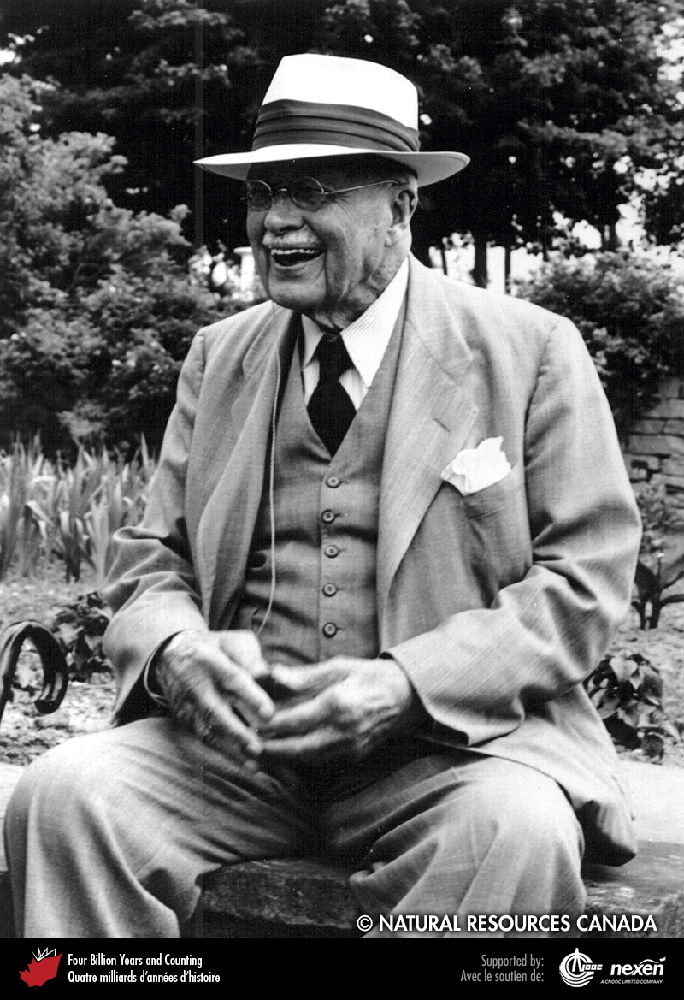 © NATURAL RESOURCES CANADA
Four Billion Years and Counting
Quatre milliards d'années d'histoire
Supported by:
Avec le soutien de:
CNOOC
nexen
A CNOOC LIMITED COMPANY